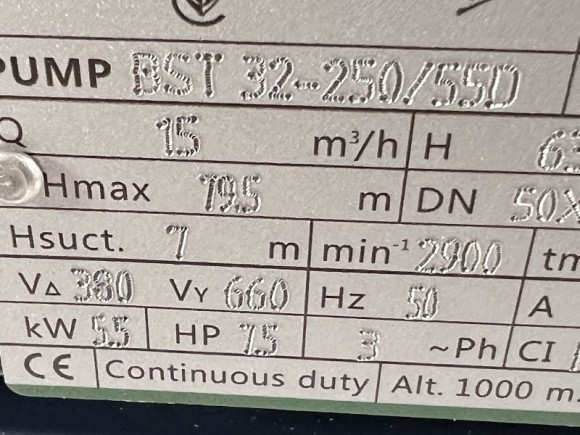 PUMP BST 32-250/55D
Q 15 m³/h H
Hmax 79.5 m DN
Hsuct. 7 m min⁻¹ 2900
V△ 380 VY 660 Hz 50 A
kW 5.5 HP 7.5 3 ~Ph CI
CE Continuous duty Alt. 1000 m.